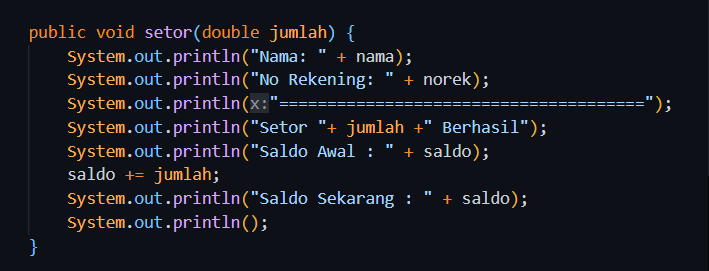 public void setor(double jumlah) {
System.out.println("Nama: " + nama);
System.out.println("No Rekening: " + norek);
System.out.println(x:"======================================");
System.out.println("Setor "+ jumlah +" Berhasil");
System.out.println("Saldo Awal : " + saldo);
saldo += jumlah;
System.out.println("Saldo Sekarang : " + saldo);
System.out.println();
}